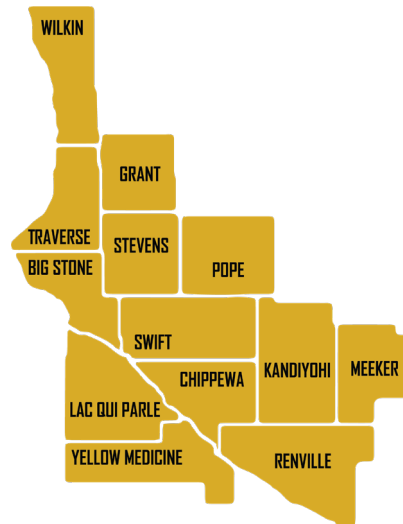 WILKIN
GRANT
TRAVERSE
STEVENS
BIG STONE
POPE
SWIFT
CHIPPEWA
KANDIYOHI
MEEKER
LAC QUI PARLE
YELLOW MEDICINE
RENVILLE